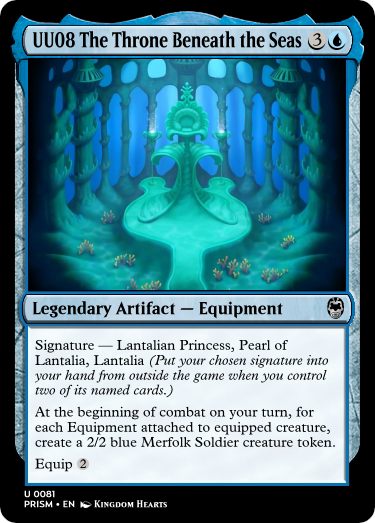 UU08 The Throne Beneath the Seas 3
Legendary Artifact — Equipment
Signature — Lantalian Princess, Pearl of
Lantalia, Lantalia (Put your chosen signature into
your hand from outside the game when you control
two of its named cards.)
At the beginning of combat on your turn, for
each Equipment attached to equipped creature,
create a 2/2 blue Merfolk Soldier creature token.
Equip 2
U 0081
PRISM • EN Kingdom Hearts